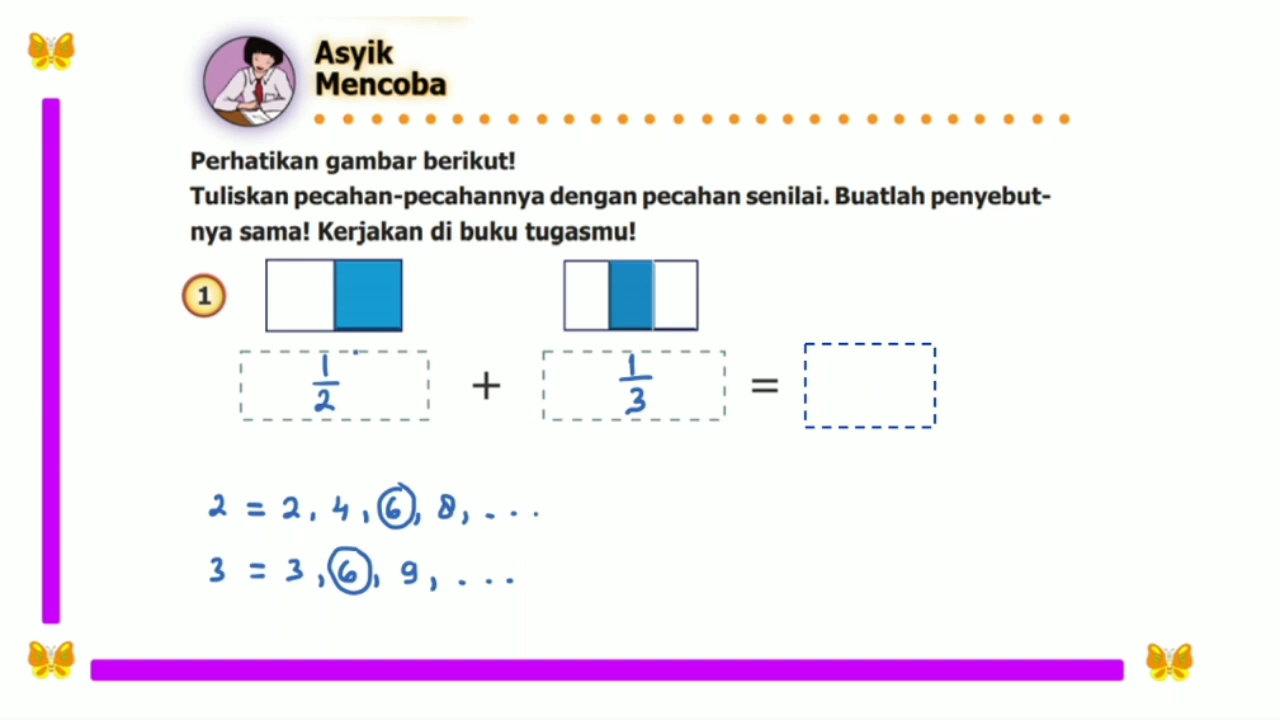 Asyik
Mencoba
Perhatikan gambar berikut!
Tuliskan pecahan-pecahannya dengan pecahan senilai. Buatlah penyebut-
nya sama! Kerjakan di buku tugasmu!
1
1/2 + 1/3 =
2 = 2, 4, 6, 8, ...
3 = 3, 6, 9, ...